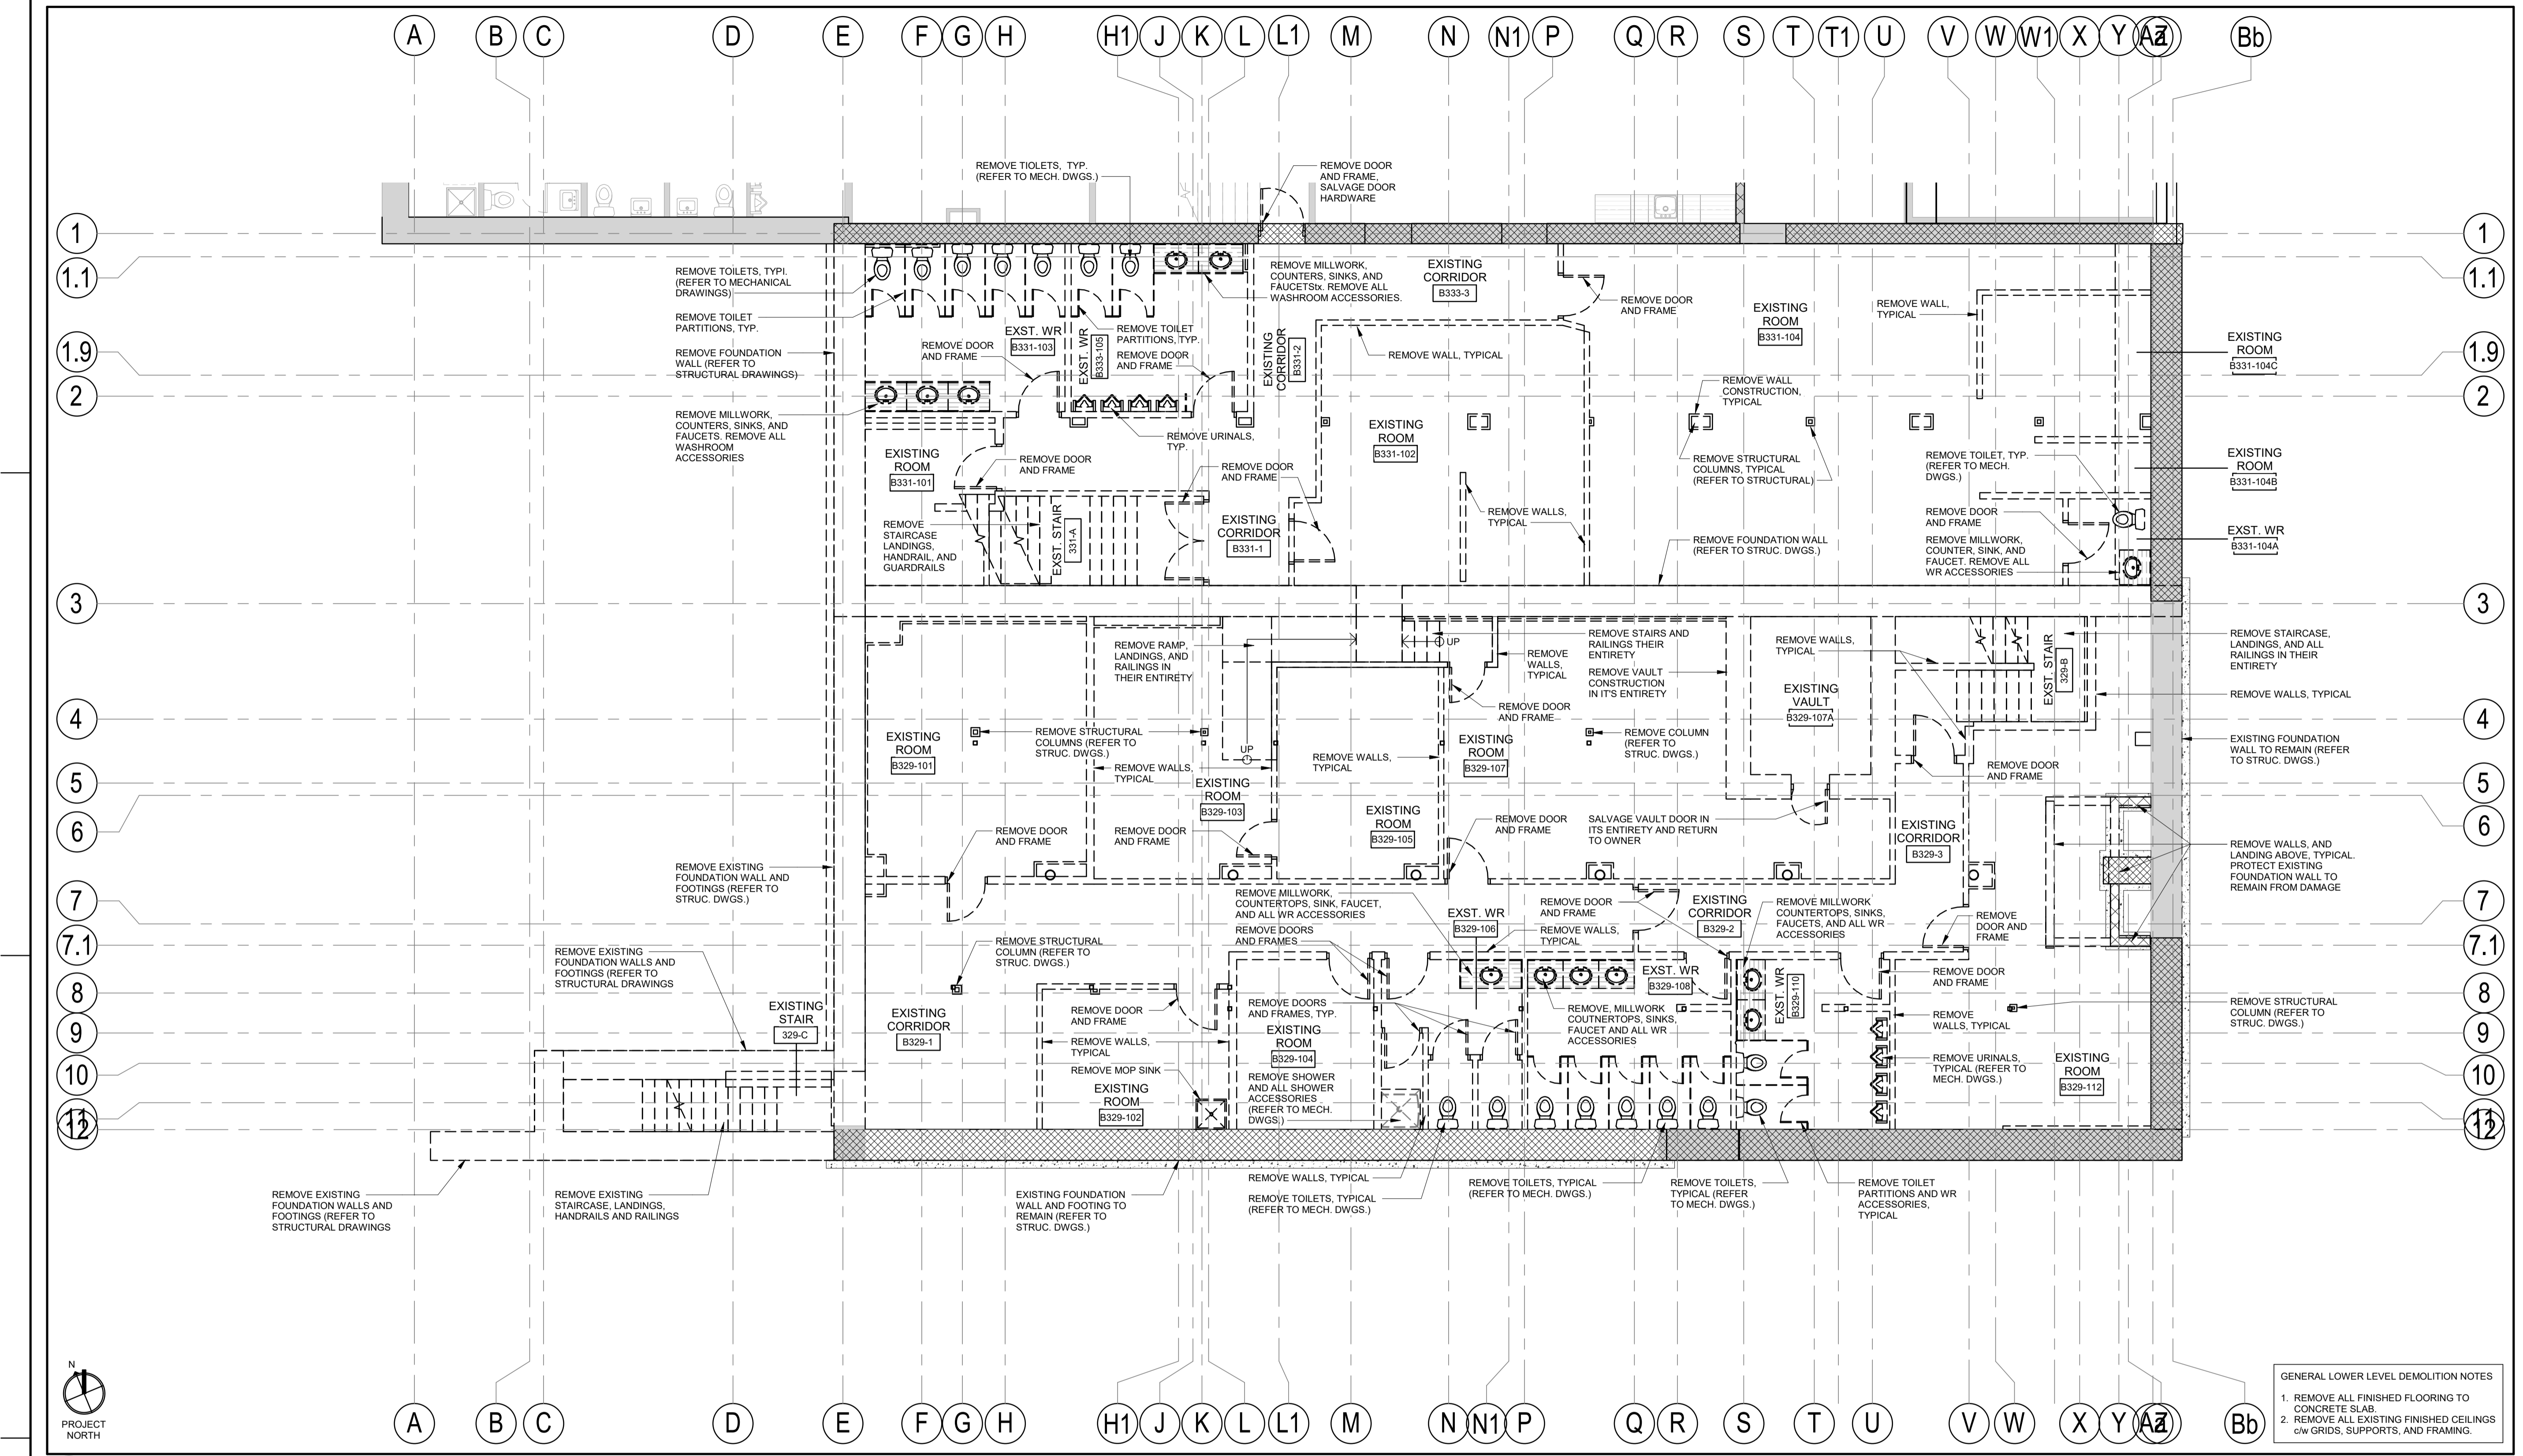 A
B
C
D
E
F
G
H
H1
J
K
L
L1
M
N
N1
P
Q
R
S
T
T1
U
V
W
W1
X
Y
Aa
Z
Bb
REMOVE TIOLETS, TYP.
(REFER TO MECH. DWGS.)
REMOVE DOOR
AND FRAME,
SALVAGE DOOR
HARDWARE
1
1
1.1
1.1
REMOVE TOILETS, TYPI.
(REFER TO MECHANICAL
DRAWINGS)
REMOVE TOILET
PARTITIONS, TYP.
REMOVE FOUNDATION
WALL (REFER TO
STRUCTURAL DRAWINGS)
REMOVE MILLWORK,
COUNTERS, SINKS, AND
FAUCETS. REMOVE ALL
WASHROOM
ACCESSORIES
REMOVE DOOR
AND FRAME
EXST. WR
B331-103
EXST. WR
B333-105
REMOVE TOILET
PARTITIONS, TYP.
REMOVE DOOR
AND FRAME
REMOVE MILLWORK,
COUNTERS, SINKS, AND
FAUCETStx. REMOVE ALL
WASHROOM ACCESSORIES.
EXISTING
CORRIDOR
B333-3
EXISTING
CORRIDOR
B331-2
REMOVE WALL, TYPICAL
REMOVE DOOR
AND FRAME
EXISTING
ROOM
B331-104
REMOVE WALL,
TYPICAL
EXISTING
ROOM
B331-104C
1.9
1.9
2
2
REMOVE WALL
CONSTRUCTION,
TYPICAL
REMOVE URINALS,
TYP.
EXISTING
ROOM
B331-102
EXISTING
ROOM
B331-101
REMOVE DOOR
AND FRAME
REMOVE DOOR
AND FRAME
REMOVE STRUCTURAL
COLUMNS, TYPICAL
(REFER TO STRUCTURAL)
REMOVE TOILET, TYP.
(REFER TO MECH.
DWGS.)
EXISTING
ROOM
B331-104B
REMOVE
STAIRCASE
LANDINGS,
HANDRAIL, AND
GUARDRAILS
EXST. STAIR
331-A
EXISTING
CORRIDOR
B331-1
REMOVE WALLS,
TYPICAL
REMOVE FOUNDATION WALL
(REFER TO STRUC. DWGS.)
REMOVE DOOR
AND FRAME
REMOVE MILLWORK,
COUNTER, SINK, AND
FAUCET. REMOVE ALL
WR ACCESSORIES
EXST. WR
B331-104A
3
3
REMOVE RAMP,
LANDINGS, AND
RAILINGS IN
THEIR ENTIRETY
UP
REMOVE
WALLS,
TYPICAL
REMOVE STAIRS AND
RAILINGS THEIR
ENTIRETY
REMOVE VAULT
CONSTRUCTION
IN IT'S ENTIRETY
REMOVE WALLS,
TYPICAL
EXST. STAIR
329-B
REMOVE STAIRCASE,
LANDINGS, AND ALL
RAILINGS IN THEIR
ENTIRETY
REMOVE WALLS, TYPICAL
EXISTING
VAULT
B329-107A
REMOVE DOOR
AND FRAME
4
4
EXISTING
ROOM
B329-101
REMOVE STRUCTURAL
COLUMNS (REFER TO
STRUC. DWGS.)
REMOVE WALLS,
TYPICAL
UP
REMOVE WALLS,
TYPICAL
EXISTING
ROOM
B329-107
REMOVE COLUMN
(REFER TO
STRUC. DWGS.)
REMOVE DOOR
AND FRAME
EXISTING FOUNDATION
WALL TO REMAIN (REFER
TO STRUC. DWGS.)
5
5
EXISTING
ROOM
B329-103
EXISTING
ROOM
B329-105
6
6
REMOVE DOOR
AND FRAME
REMOVE DOOR
AND FRAME
REMOVE DOOR
AND FRAME
SALVAGE VAULT DOOR IN
ITS ENTIRETY AND RETURN
TO OWNER
EXISTING
CORRIDOR
B329-3
REMOVE WALLS, AND
LANDING ABOVE, TYPICAL.
PROTECT EXISTING
FOUNDATION WALL TO
REMAIN FROM DAMAGE
REMOVE EXISTING
FOUNDATION WALL AND
FOOTINGS (REFER TO
STRUC. DWGS.)
7
7
REMOVE MILLWORK,
COUNTERTOPS, SINK, FAUCET,
AND ALL WR ACCESSORIES
REMOVE DOORS
AND FRAMES
EXST. WR
B329-106
REMOVE DOOR
AND FRAME
REMOVE WALLS,
TYPICAL
EXISTING
CORRIDOR
B329-2
REMOVE MILLWORK
COUNTERTOPS, SINKS,
FAUCETS, AND ALL WR
ACCESSORIES
REMOVE
DOOR AND
FRAME
7.1
7.1
REMOVE EXISTING
FOUNDATION WALLS AND
FOOTINGS (REFER TO
STRUCTURAL DRAWINGS
REMOVE STRUCTURAL
COLUMN (REFER TO
STRUC. DWGS.)
8
8
EXISTING
STAIR
329-C
EXISTING
CORRIDOR
B329-1
REMOVE DOOR
AND FRAME
REMOVE WALLS,
TYPICAL
REMOVE MOP SINK
EXISTING
ROOM
B329-102
REMOVE DOORS
AND FRAMES, TYP.
EXISTING
ROOM
B329-104
REMOVE SHOWER
AND ALL SHOWER
ACCESSORIES
(REFER TO MECH.
DWGS.)
EXST. WR
B329-108
REMOVE, MILLWORK
COUTNERTOPS, SINKS,
FAUCET AND ALL WR
ACCESSORIES
EXST. WR
B329-110
REMOVE DOOR
AND FRAME
REMOVE
WALLS, TYPICAL
REMOVE URINALS,
TYPICAL (REFER TO
MECH. DWGS.)
EXISTING
ROOM
B329-112
REMOVE STRUCTURAL
COLUMN (REFER TO
STRUC. DWGS.)
9
9
10
10
11
11
12
12
REMOVE EXISTING
FOUNDATION WALLS AND
FOOTINGS (REFER TO
STRUCTURAL DRAWINGS
REMOVE EXISTING
STAIRCASE, LANDINGS,
HANDRAILS AND RAILINGS
EXISTING FOUNDATION
WALL AND FOOTING TO
REMAIN (REFER TO
STRUC. DWGS.)
REMOVE WALLS, TYPICAL
REMOVE TOILETS, TYPICAL
(REFER TO MECH. DWGS.)
REMOVE TOILETS, TYPICAL
(REFER TO MECH. DWGS.)
REMOVE TOILETS,
TYPICAL (REFER
TO MECH. DWGS.)
REMOVE TOILET
PARTITIONS AND WR
ACCESSORIES,
TYPICAL
N
PROJECT
NORTH
A
B
C
D
E
F
G
H
H1
J
K
L
L1
M
N
N1
P
Q
R
S
T
U
V
W
X
Y
Aa
Z
Bb
GENERAL LOWER LEVEL DEMOLITION NOTES
1. REMOVE ALL FINISHED FLOORING TO
CONCRETE SLAB.
2. REMOVE ALL EXISTING FINISHED CEILINGS
c/w GRIDS, SUPPORTS, AND FRAMING.